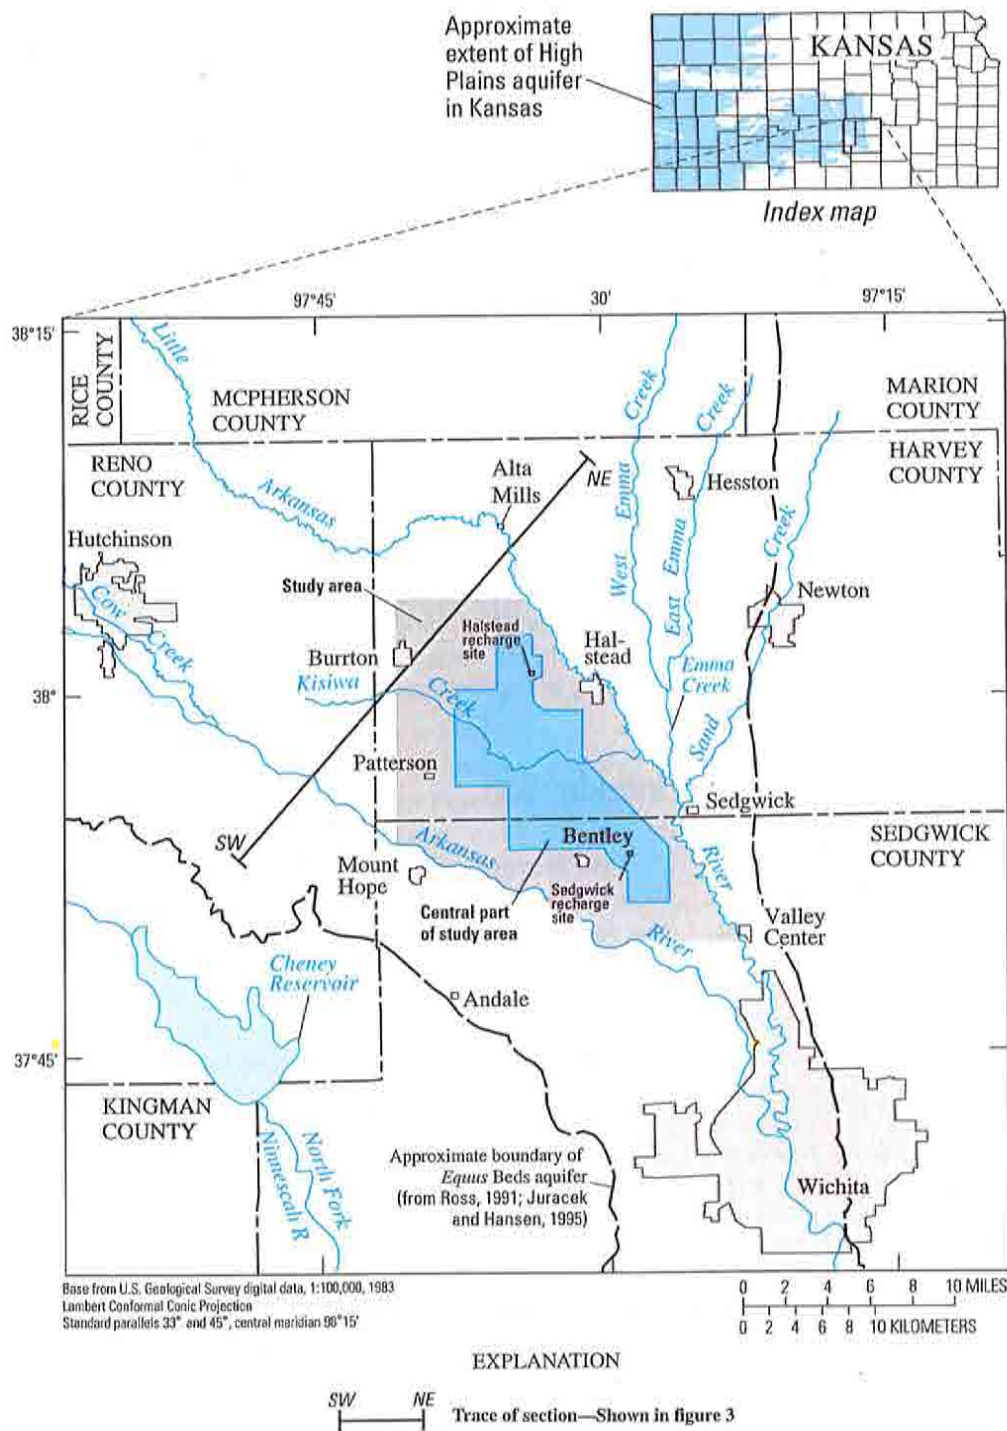 Approximate
extent of High
Plains aquifer
in Kansas
KANSAS
Index map
97°45'
30'
97°15'
38°15'
Little
RICE
COUNTY
MCPHERSON
COUNTY
Creek
Creek
MARION
COUNTY
RENO
COUNTY
HARVEY
COUNTY
Alta
Mills
NE
Hesston
Arkansas
Emma
Emma
Creek
Hutchinson
West
East
Study area
Newton
Cow
Creek
Halstead
recharge
site
Hal-
stead
Burrton
Kisiwa
Creek
Emma
Creek
38°
Sand
Patterson
Sedgwick
SW
Arkansas
Bentley
River
SEDGWICK
COUNTY
Mount
Hope
Sedgwick
recharge
site
Central part
of study area
River
Valley
Center
Cheney
Reservoir
Andale
37°45'
KINGMAN
COUNTY
North Fork
Ninnescah R
Approximate boundary of
Equus Beds aquifer
(from Ross, 1991; Juracek
and Hansen, 1995)
Wichita
Base from U.S. Geological Survey digital data, 1:100,000, 1983
Lambert Conformal Conic Projection
Standard parallels 33° and 45°, central meridian 98°15'
0 2 4 6 8 10 MILES
0 2 4 6 8 10 KILOMETERS
EXPLANATION
SW NE
Trace of section—Shown in figure 3